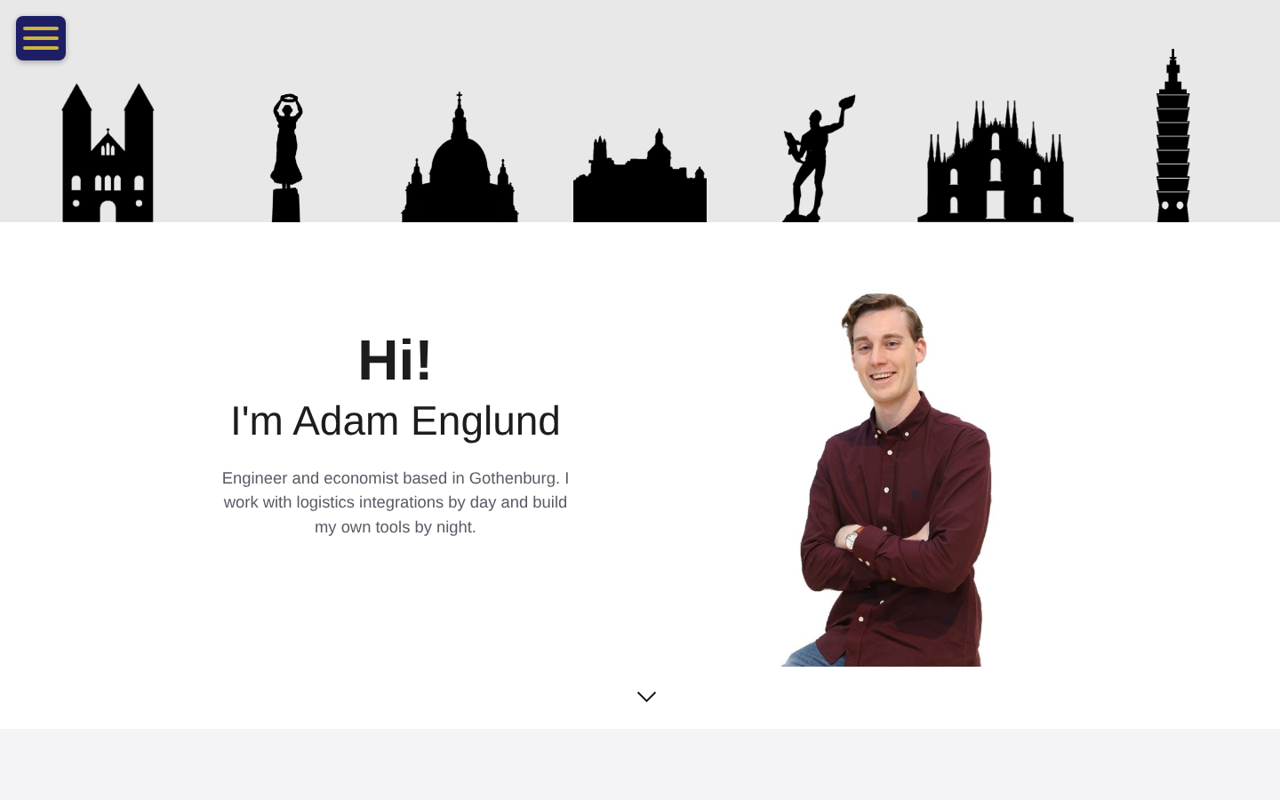 Hi!
I'm Adam Englund
Engineer and economist based in Gothenburg. I
work with logistics integrations by day and build
my own tools by night.